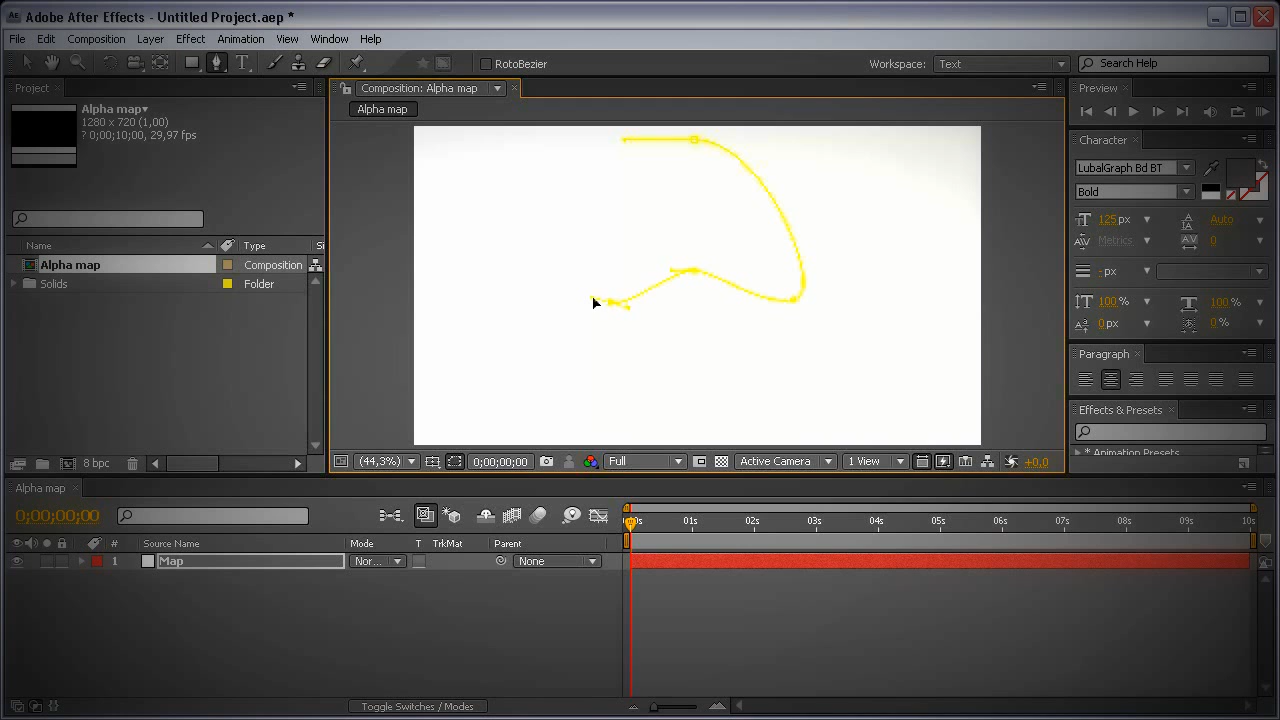 Adobe After Effects - Untitled Project.aep *
File Edit Composition Layer Effect Animation View Window Help
RotoBezier
Workspace: Text
Search Help
Project
Alpha map
1280 x 720 (1,00)
? 0;00;10;00, 29,97 fps
Name Type Si
Alpha map Composition
Solids Folder
8 bpc
Composition: Alpha map
Alpha map
(44,3%) 0;00;00;00 Full Active Camera 1 View +0,0
Preview
Character
LubalGraph Bd BT
Bold
125 px Auto
Metrics 0
- px
100 % 100 %
0 px 0 %
Paragraph
Effects & Presets
* Animation Presets
Alpha map
0;00;00;00
# Source Name Mode T TrkMat Parent
1 Map Nor... None
00s 01s 02s 03s 04s 05s 06s 07s 08s 09s 10s
Toggle Switches / Modes